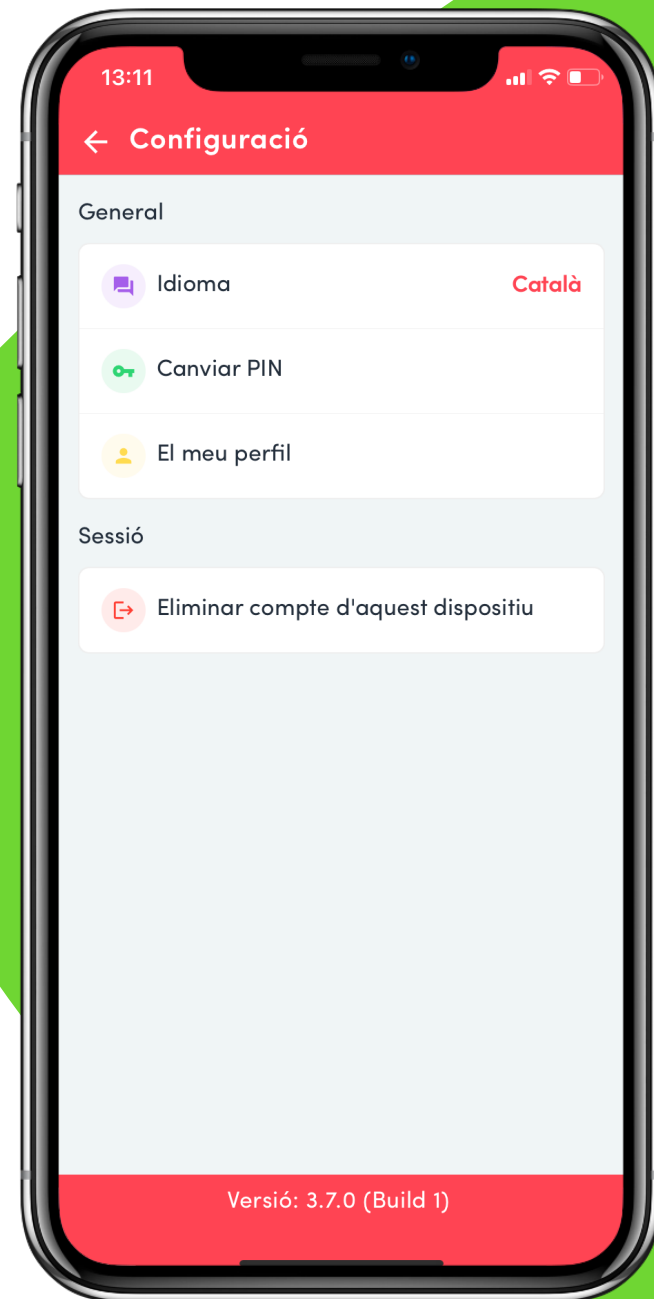 13:11
Configuració
General
Idioma
Català
Canviar PIN
El meu perfil
Sessió
Eliminar compte d'aquest dispositiu
Versió: 3.7.0 (Build 1)